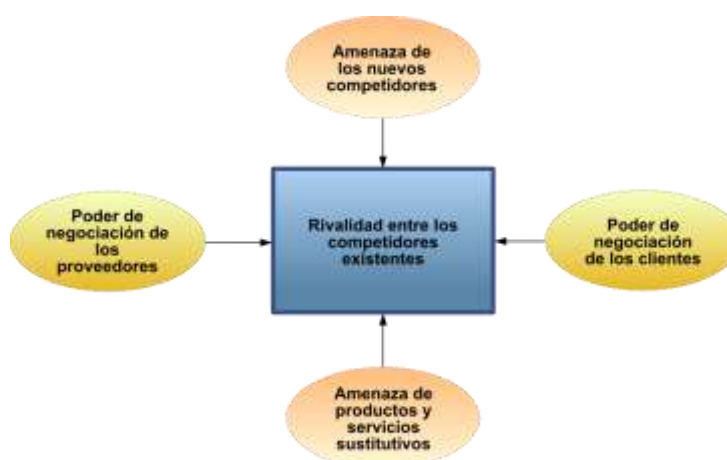 Amenaza de
los nuevos
competidores
Poder de
negociación de
los
proveedores
Rivalidad entre los
competidores
existentes
Poder de
negociación
de los clientes
Amenaza de
productos y
servicios
sustitutivos